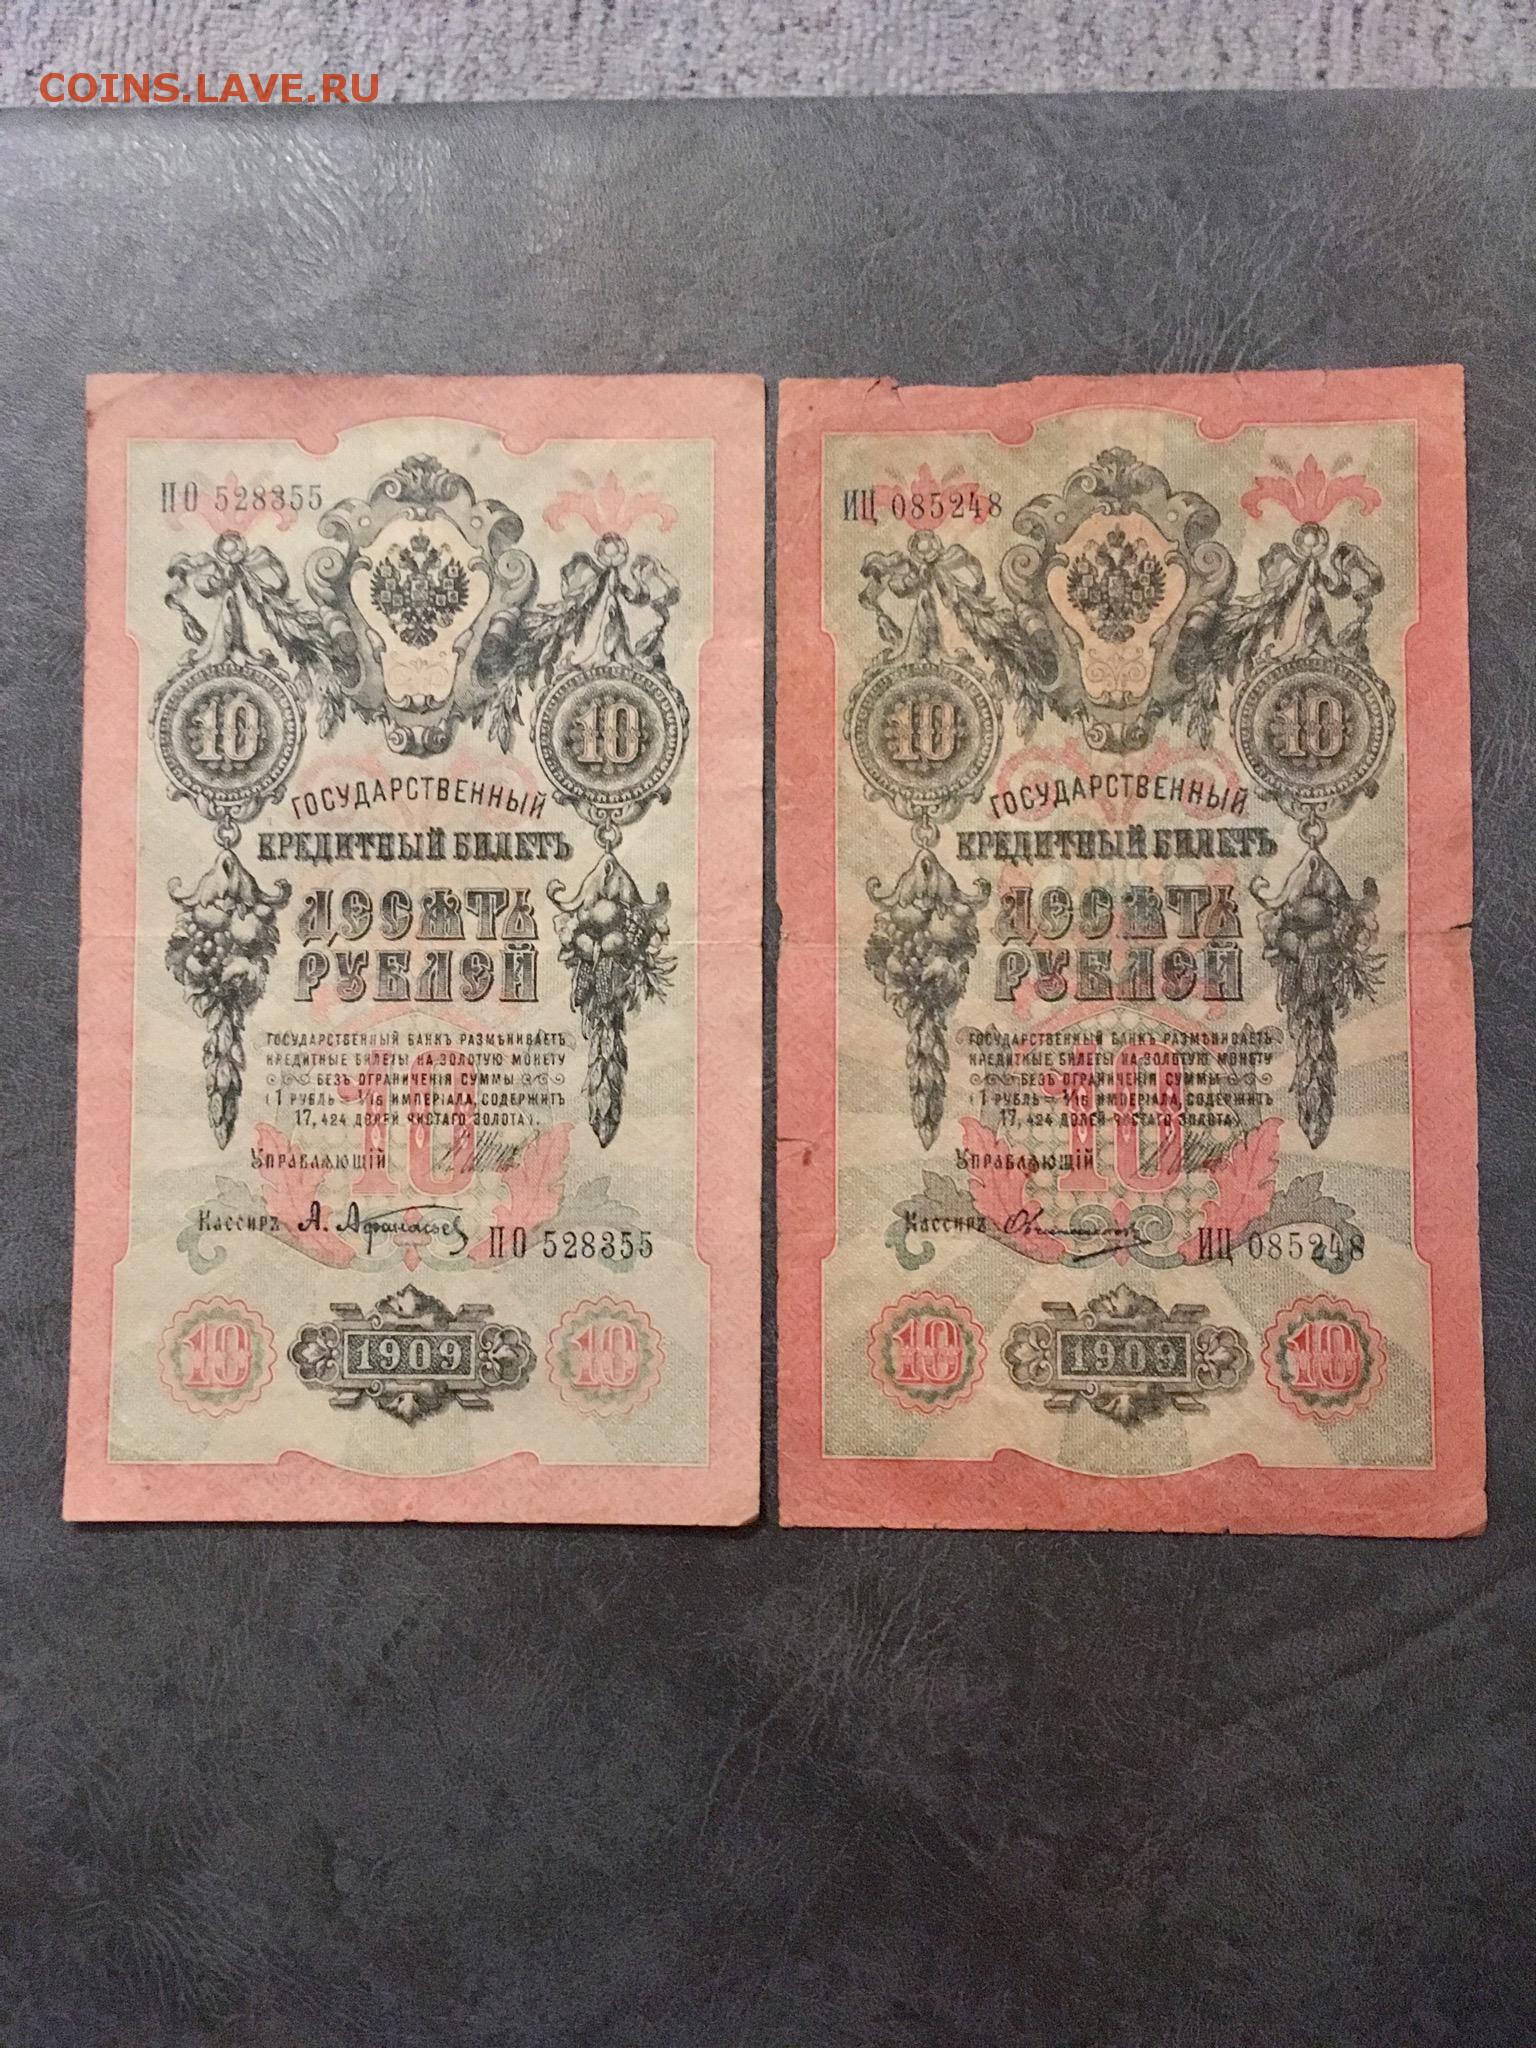 COINS.LAVE.RU
ПО 528355
10 10
ГОСУДАРСТВЕННЫЙ
КРЕДИТНЫЙ БИЛЕТЪ
ДЕСЯТЬ
РУБЛЕЙ
ГОСУДАРСТВЕННЫЙ БАНКЪ РАЗМѢНИВАЕТЪ
КРЕДИТНЫЕ БИЛЕТЫ НА ЗОЛОТУЮ МОНЕТУ
БЕЗЪ ОГРАНИЧЕНІЯ СУММЫ
(1 РУБЛЬ = 1/15 ИМПЕРІАЛА, СОДЕРЖИТЪ
17,424 ДОЛЕЙ ЧИСТАГО ЗОЛОТА).
10
УПРАВЛЯЮЩІЙ
КАССИРЪ А. Афанасьев
ПО 528355
10 1909 10
ИЦ 085248
10 10
ГОСУДАРСТВЕННЫЙ
КРЕДИТНЫЙ БИЛЕТЪ
ДЕСЯТЬ
РУБЛЕЙ
ГОСУДАРСТВЕННЫЙ БАНКЪ РАЗМѢНИВАЕТЪ
КРЕДИТНЫЕ БИЛЕТЫ НА ЗОЛОТУЮ МОНЕТУ
БЕЗЪ ОГРАНИЧЕНІЯ СУММЫ
(1 РУБЛЬ = 1/15 ИМПЕРІАЛА, СОДЕРЖИТЪ
17,424 ДОЛЕЙ ЧИСТАГО ЗОЛОТА).
10
УПРАВЛЯЮЩІЙ
КАССИРЪ
ИЦ 085248
10 1909 10